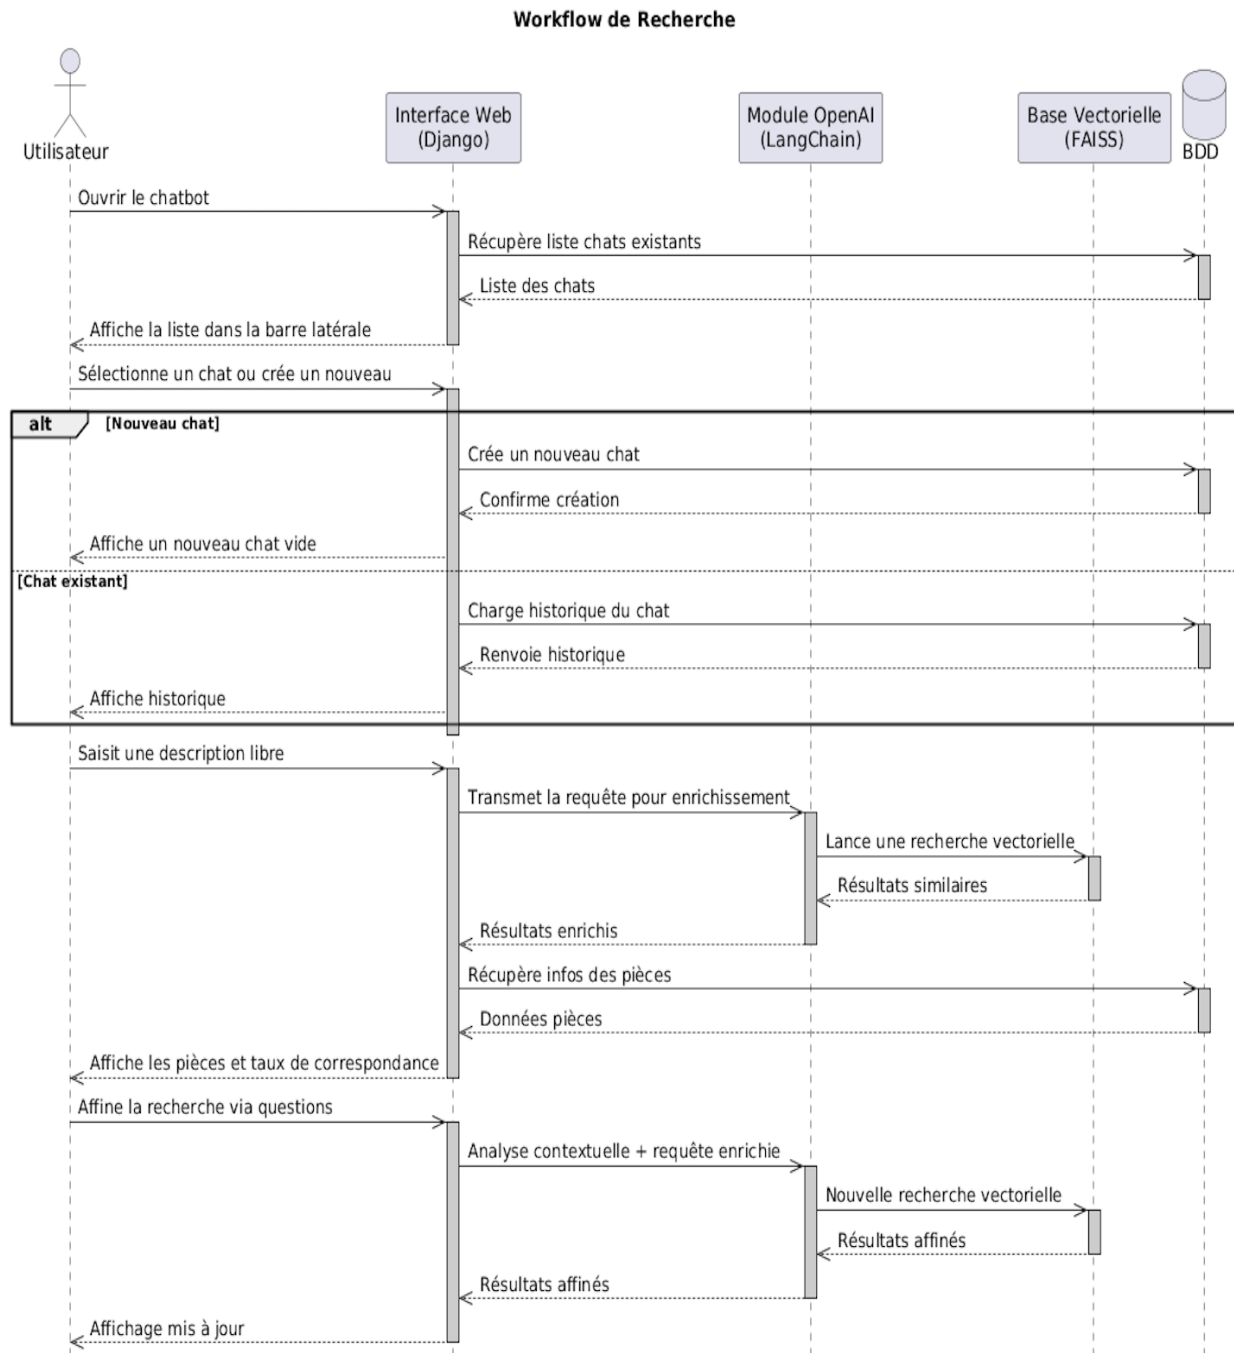 Workflow de Recherche
Utilisateur
Interface Web
(Django)
Module OpenAI
(LangChain)
Base Vectorielle
(FAISS)
BDD
Ouvrir le chatbot
Récupère liste chats existants
Liste des chats
Affiche la liste dans la barre latérale
Sélectionne un chat ou crée un nouveau
alt [Nouveau chat]
Crée un nouveau chat
Confirme création
Affiche un nouveau chat vide
[Chat existant]
Charge historique du chat
Renvoie historique
Affiche historique
Saisit une description libre
Transmet la requête pour enrichissement
Lance une recherche vectorielle
Résultats similaires
Résultats enrichis
Récupère infos des pièces
Données pièces
Affiche les pièces et taux de correspondance
Affine la recherche via questions
Analyse contextuelle + requête enrichie
Nouvelle recherche vectorielle
Résultats affinés
Résultats affinés
Affichage mis à jour